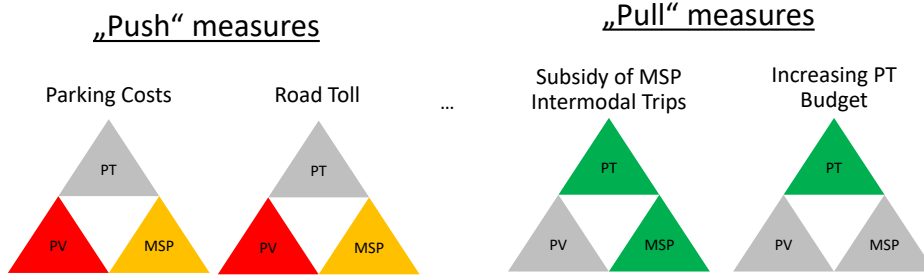 „Push“ measures
„Pull“ measures
Parking Costs
Road Toll
...
Subsidy of MSP
Intermodal Trips
Increasing PT
Budget
PT
PV
MSP
PT
PV
MSP
PT
PV
MSP
PT
PV
MSP